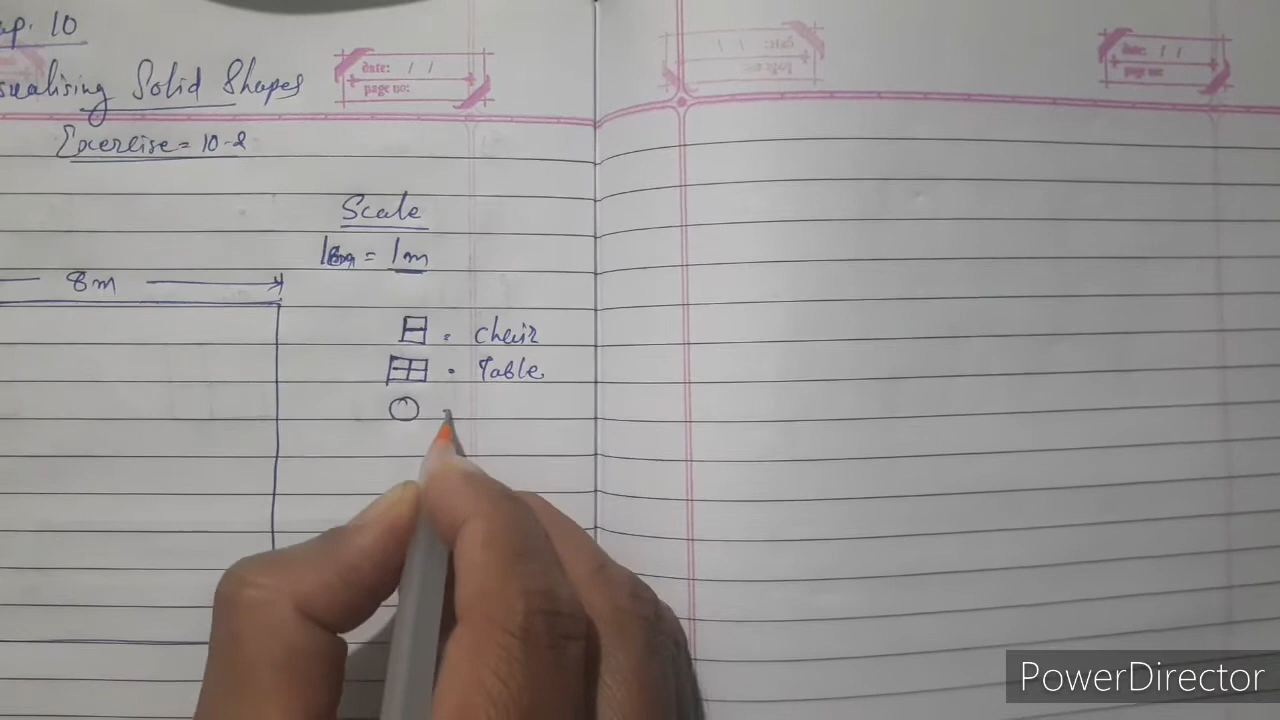 ap. 10
sualising Solid Shapes
date: / /
page no:
Exercise = 10-2
Scale
1cm = 1m
8m
= Chair
= Table
date: / /
page no:
PowerDirector